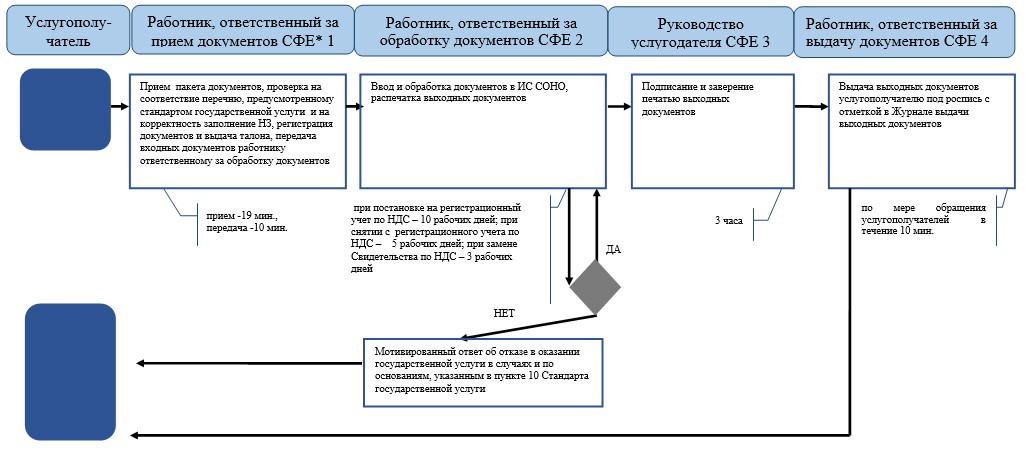 Услугополу-
чатель
Работник, ответственный за
прием документов СФЕ* 1
Работник, ответственный за
обработку документов СФЕ 2
Руководство
услугодателя СФЕ 3
Работник, ответственный за
выдачу документов СФЕ 4
Прием пакета документов, проверка на
соответствие перечню, предусмотренному
стандартом государственной услуги и на
корректность заполнение НЗ, регистрация
документов и выдача талона, передача
входных документов работнику
ответственному за обработку документов
Ввод и обработка документов в ИС СОНО,
распечатка выходных документов
Подписание и заверение
печатью выходных
документов
Выдача выходных документов
услугополучателю под роспись с
отметкой в Журнале выдачи
выходных документов
прием -19 мин.,
передача -10 мин.
при постановке на регистрационный
учет по НДС – 10 рабочих дней; при
снятии с регистрационного учета по
НДС – 5 рабочих дней; при замене
Свидетельства по НДС – 3 рабочих
дней
3 часа
по мере обращения
услугополучателей в
течение 10 мин.
ДА
НЕТ
Мотивированный ответ об отказе в оказании
государственной услуги в случаях и по
основаниям, указанным в пункте 10 Стандарта
государственной услуги